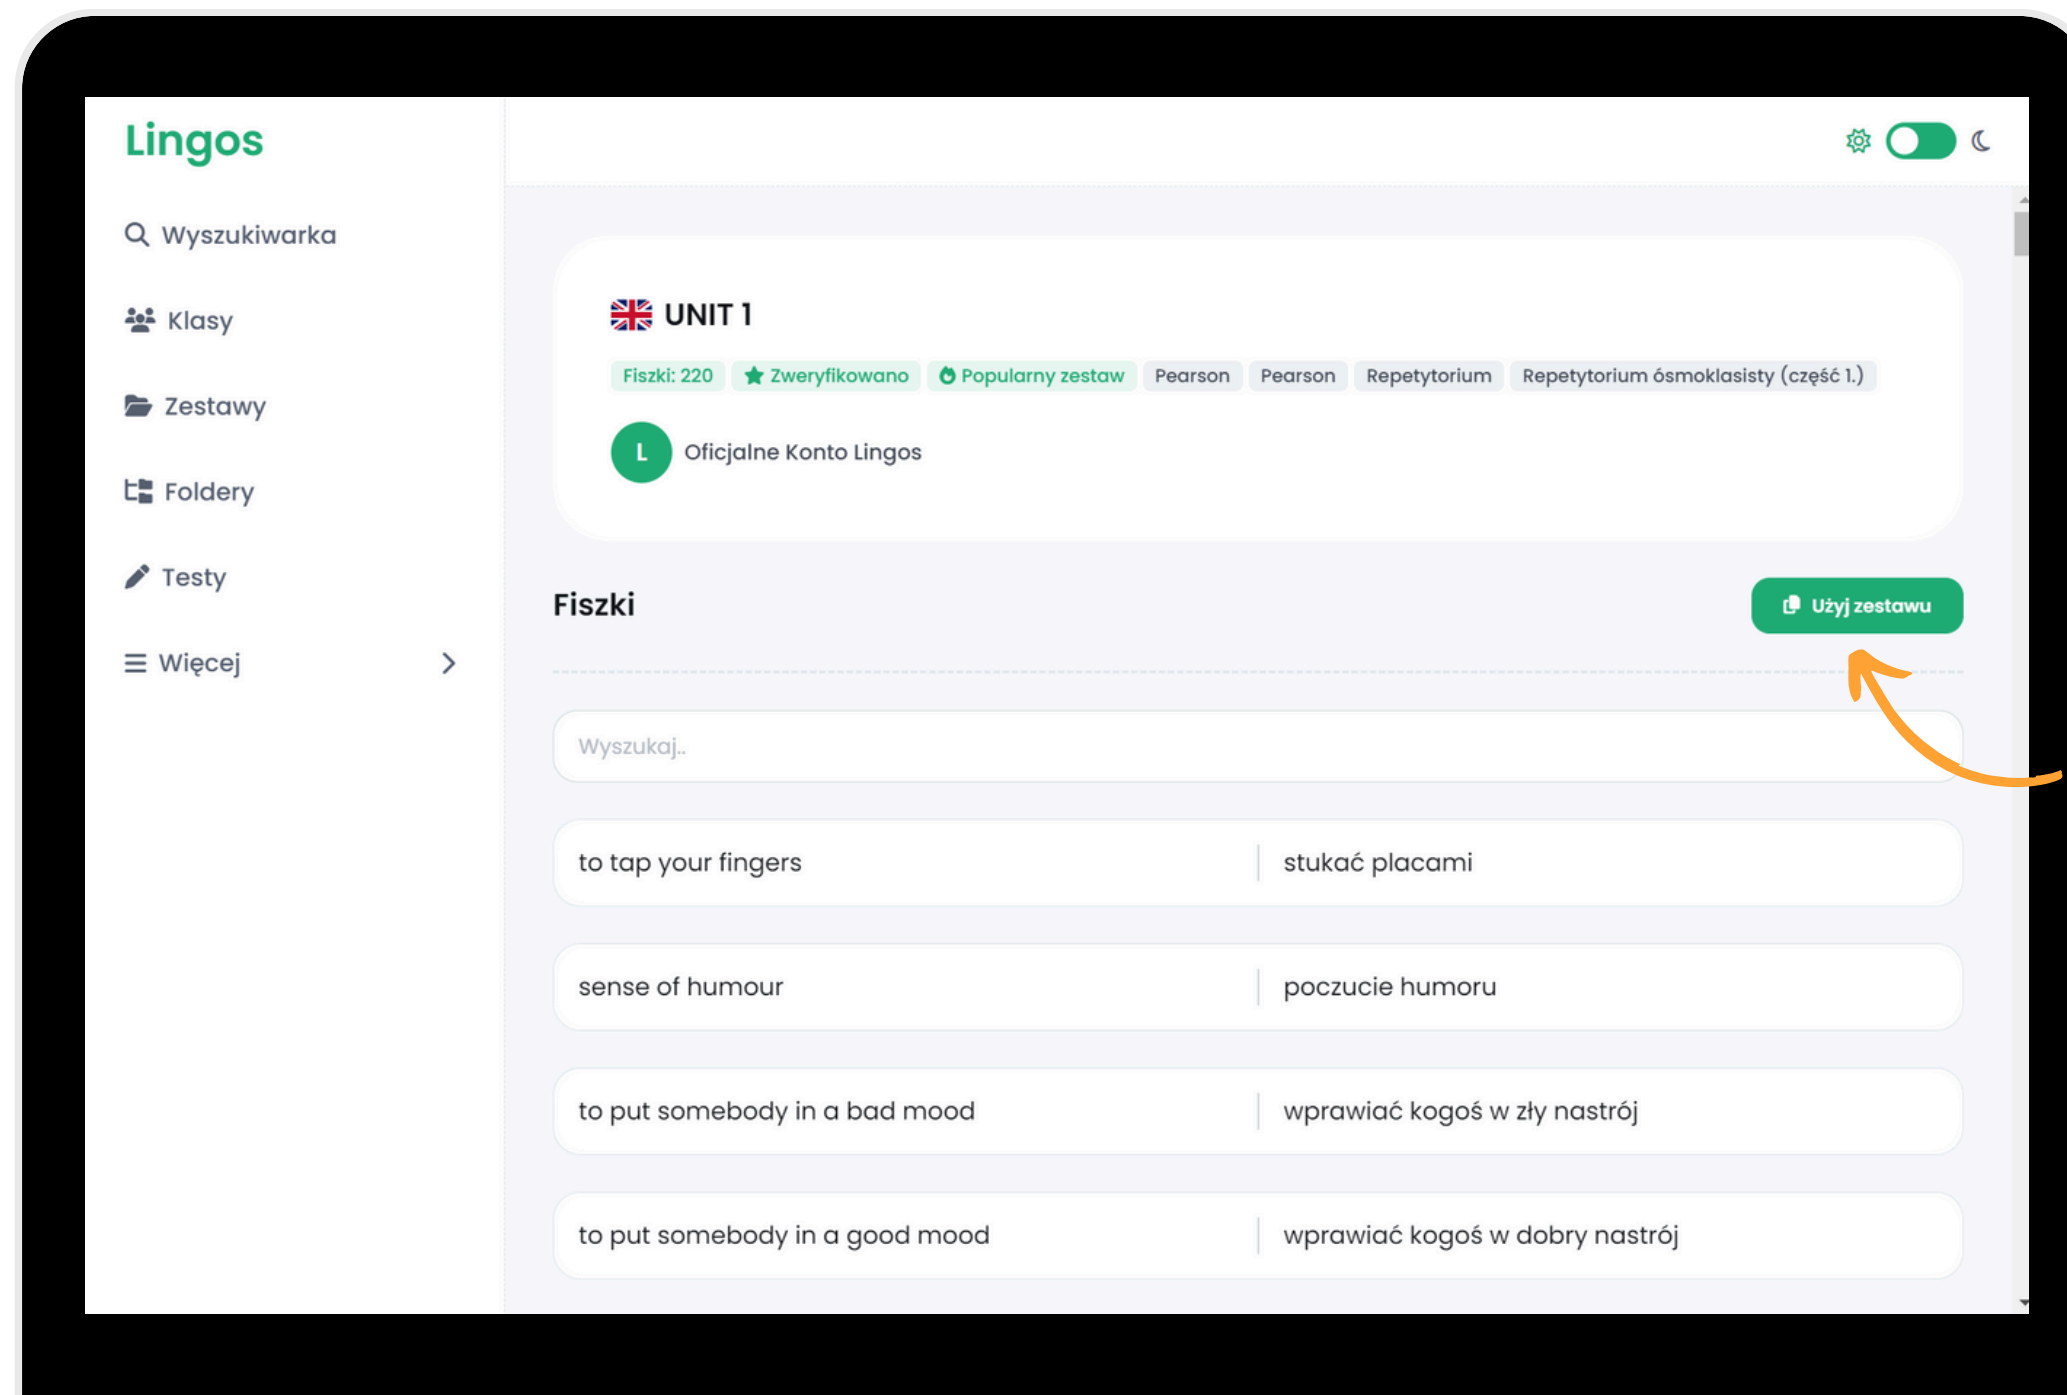 Lingos
Wyszukiwarka
Klasy
Zestawy
Foldery
Testy
Więcej
UNIT 1
Fiszki: 220 Zweryfikowano Popularny zestaw Pearson Pearson Repetytorium Repetytorium ósmoklasisty (część 1.)
L Oficjalne Konto Lingos
Fiszki
Użyj zestawu
Wyszukaj..
to tap your fingers stukać placami
sense of humour poczucie humoru
to put somebody in a bad mood wprawiać kogoś w zły nastrój
to put somebody in a good mood wprawiać kogoś w dobry nastrój